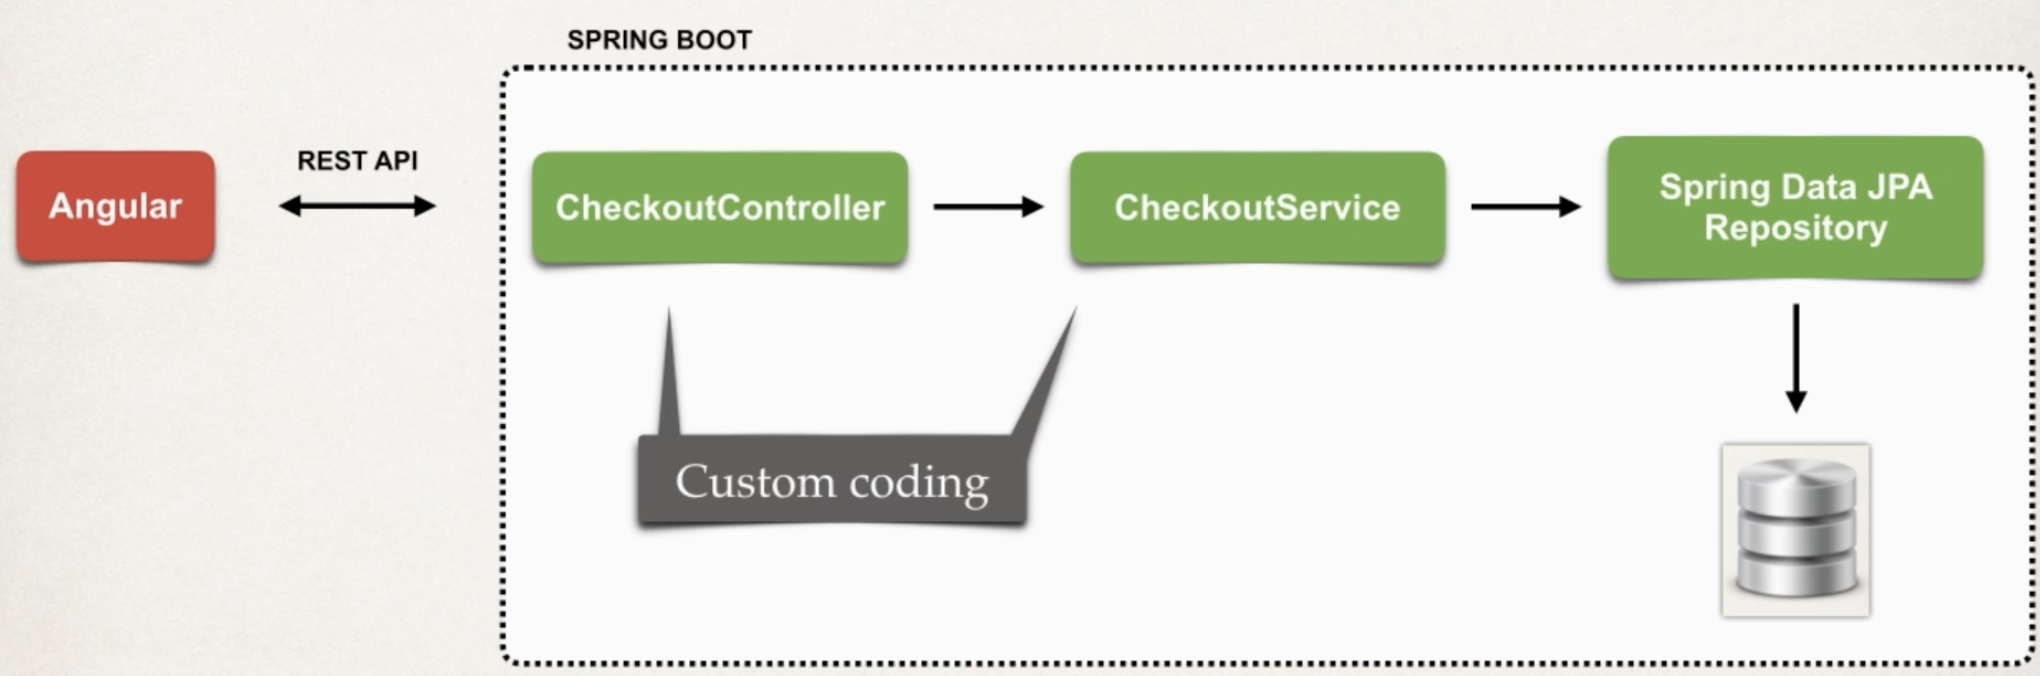 SPRING BOOT
Angular
REST API
CheckoutController
CheckoutService
Spring Data JPA
Repository
Custom coding